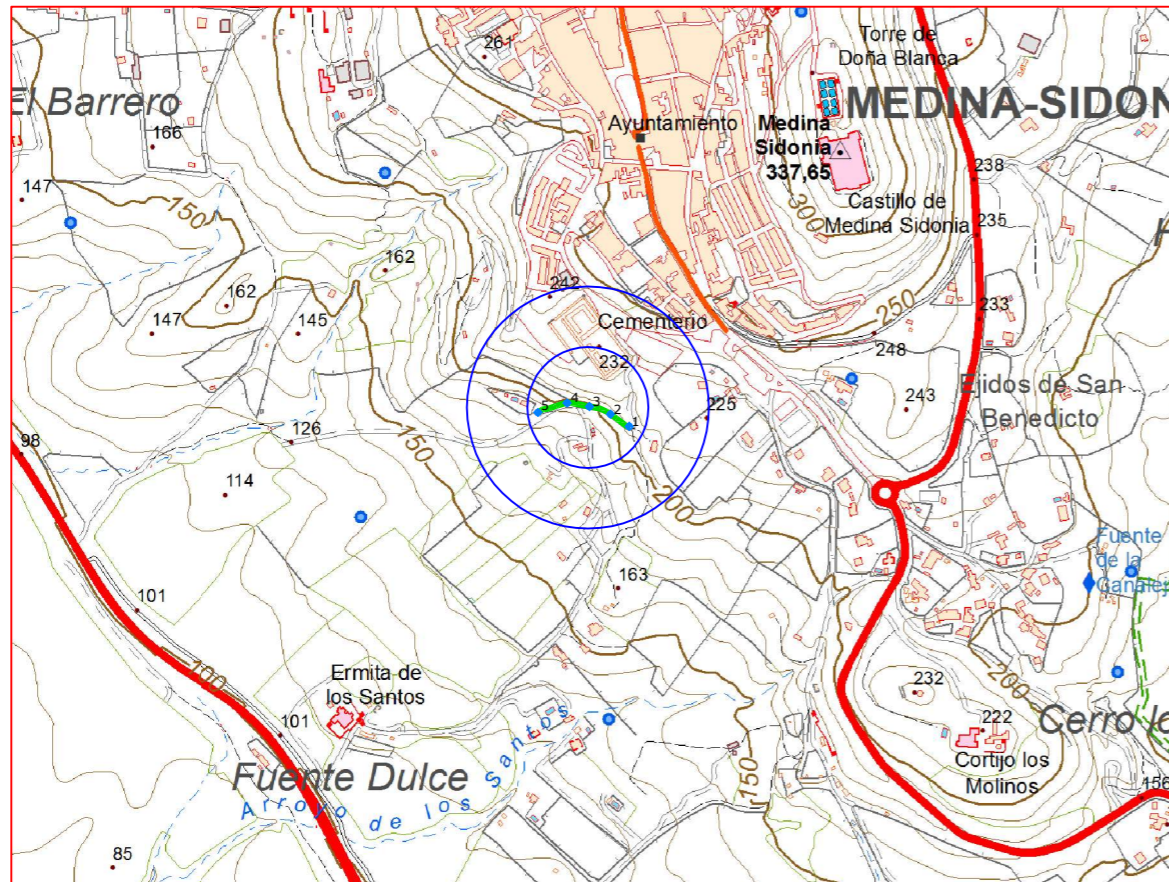 Torre de
Doña Blanca
261
El Barrero
MEDINA-SIDON
Ayuntamiento
Medina
Sidonia
337,65
166
147
150
238
Castillo de
Medina Sidonia
300
235
H
162
162
242
147
145
250
233
Cementerio
232
248
Ejidos de San
Benedicto
243
225
5
4
3
2
1
126
98
150
114
200
Fuente
de la
Canalej
163
101
100
Ermita de
los Santos
101
232
200
222
Cerro lo
Fuente Dulce
Arroyo de los Santos
150
Cortijo los
Molinos
156
85